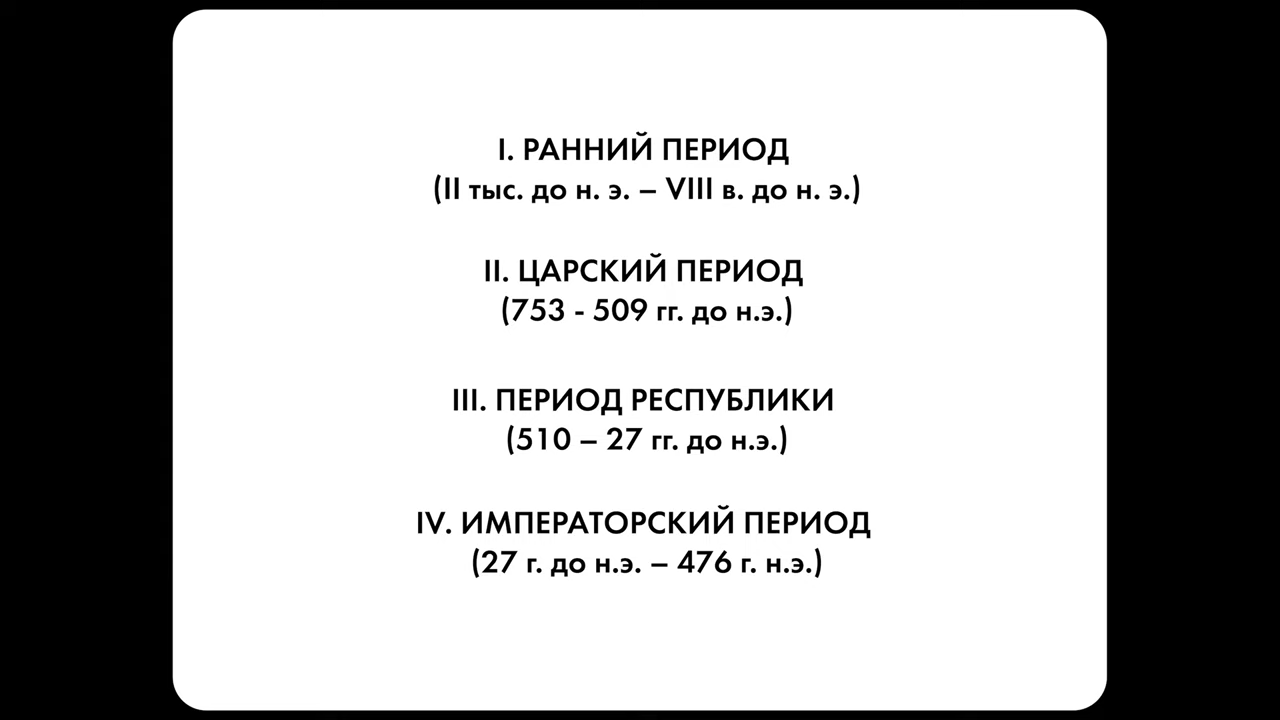 I. РАННИЙ ПЕРИОД
(II тыс. до н. э. – VIII в. до н. э.)
II. ЦАРСКИЙ ПЕРИОД
(753 - 509 гг. до н.э.)
III. ПЕРИОД РЕСПУБЛИКИ
(510 – 27 гг. до н.э.)
IV. ИМПЕРАТОРСКИЙ ПЕРИОД
(27 г. до н.э. – 476 г. н.э.)